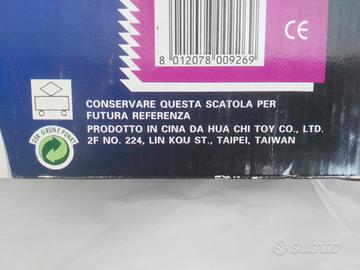 8 012078 009269
CE
CONSERVARE QUESTA SCATOLA PER
FUTURA REFERENZA
PRODOTTO IN CINA DA HUA CHI TOY CO., LTD.
2F NO. 224, LIN KOU ST., TAIPEI, TAIWAN
DER GRÜNE PUNKT
subito